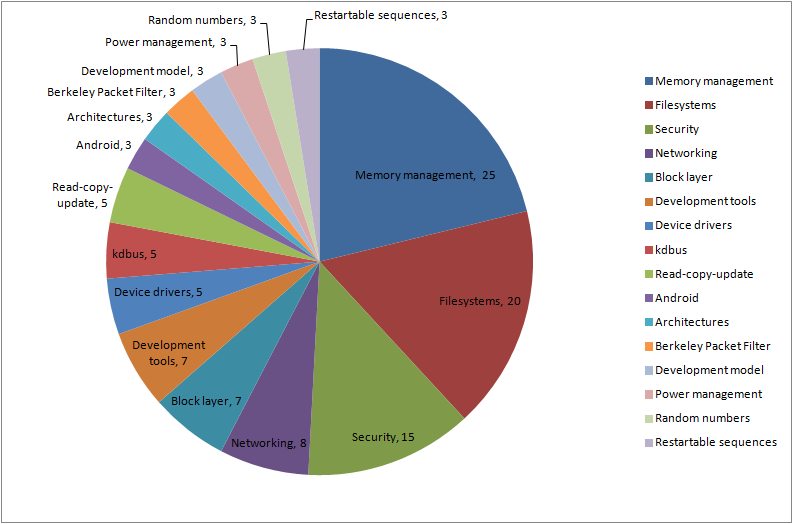 Restartable sequences, 3
Random numbers, 3
Power management, 3
Development model, 3
Berkeley Packet Filter, 3
Architectures, 3
Android, 3
Read-copy-
update, 5
kdbus, 5
Device drivers, 5
Development
tools, 7
Block layer, 7
Networking, 8
Security, 15
Filesystems, 20
Memory management, 25
Memory management
Filesystems
Security
Networking
Block layer
Development tools
Device drivers
kdbus
Read-copy-update
Android
Architectures
Berkeley Packet Filter
Development model
Power management
Random numbers
Restartable sequences